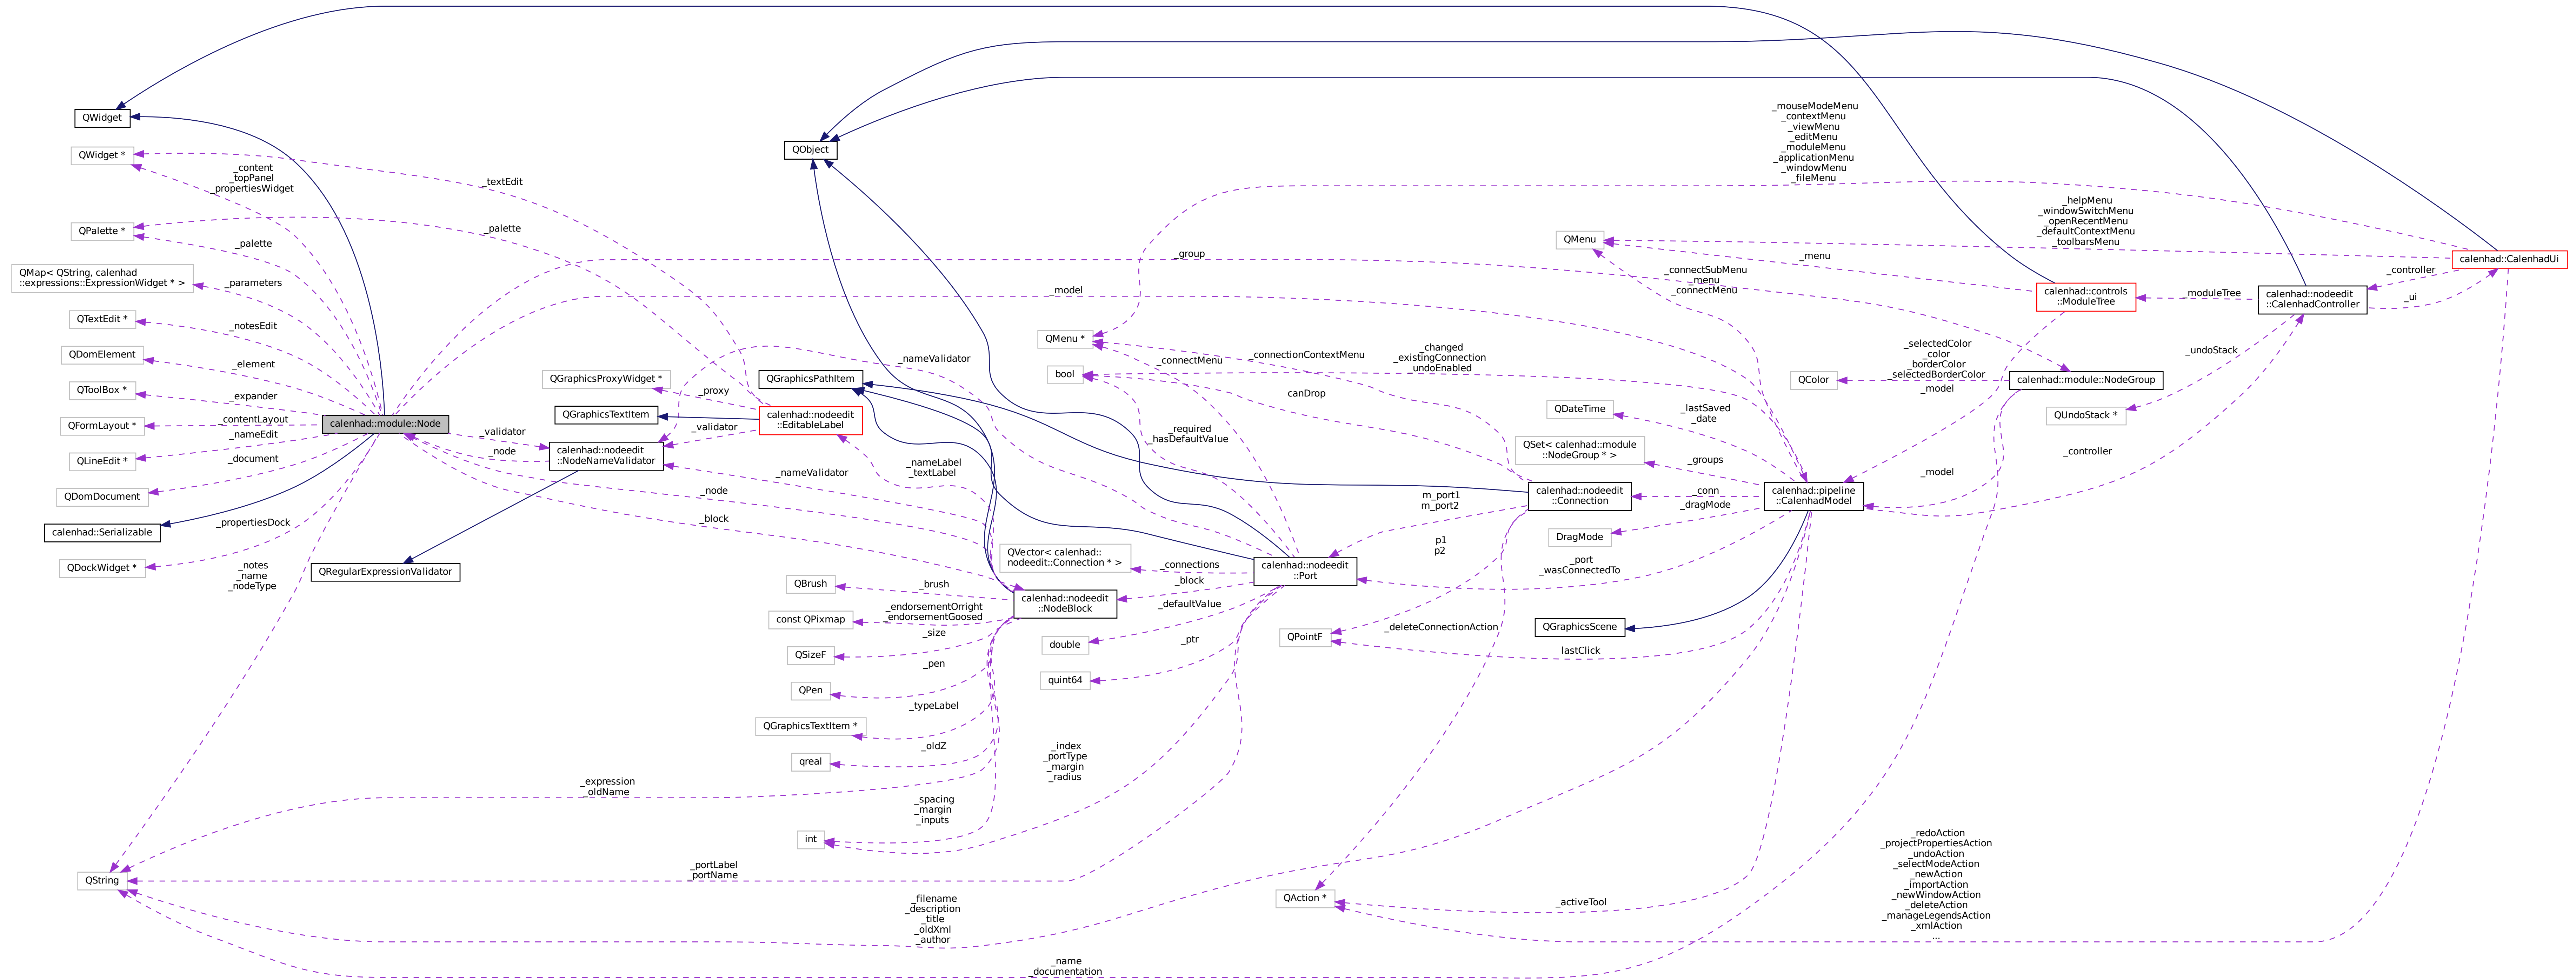 QWidget
QWidget *
_content
_topPanel
_propertiesWidget
_textEdit
QPalette *
_palette
_palette
QMap< QString, calenhad
::expressions::ExpressionWidget * >
_parameters
QTextEdit *
_notesEdit
QDomElement
_element
QToolBox *
_expander
QFormLayout *
_contentLayout
QLineEdit *
_nameEdit
_document
QDomDocument
calenhad::Serializable
_propertiesDock
QDockWidget *
_notes
_name
_nodeType
QString
calenhad::module::Node
_validator
_node
calenhad::nodeedit
::NodeNameValidator
QRegularExpressionValidator
QGraphicsProxyWidget *
_proxy
QGraphicsTextItem
_validator
calenhad::nodeedit
::EditableLabel
QGraphicsPathItem
QObject
_nameValidator
_nameValidator
_nameLabel
_textLabel
_node
_block
QBrush
_brush
const QPixmap
_endorsementOrright
_endorsementGoosed
QSizeF
_size
QPen
_pen
QGraphicsTextItem *
_typeLabel
qreal
_oldZ
_expression
_oldName
int
_spacing
_margin
_inputs
_portLabel
_portName
_filename
_description
_title
_oldXml
_author
_name
_documentation
calenhad::nodeedit
::NodeBlock
QVector< calenhad::
nodeedit::Connection * >
_connections
_block
_defaultValue
double
_ptr
quint64
_index
_portType
_margin
_radius
calenhad::nodeedit
::Port
_group
_model
QMenu *
_connectMenu
_connectionContextMenu
bool
_required
_hasDefaultValue
canDrop
_changed
_existingConnection
_undoEnabled
m_port1
m_port2
p1
p2
QPointF
_deleteConnectionAction
QAction *
calenhad::nodeedit
::Connection
QMenu
QDateTime
_lastSaved
_date
QSet< calenhad::module
::NodeGroup * >
_groups
_conn
_dragMode
DragMode
_port
_wasConnectedTo
QGraphicsScene
lastClick
_activeTool
_connectSubMenu
_menu
_connectMenu
calenhad::pipeline
::CalenhadModel
_mouseModeMenu
_contextMenu
_viewMenu
_editMenu
_moduleMenu
_applicationMenu
_windowMenu
_fileMenu
_menu
QColor
_selectedColor
_color
_borderColor
_selectedBorderColor
_model
_model
calenhad::module::NodeGroup
calenhad::controls
::ModuleTree
_helpMenu
_windowSwitchMenu
_openRecentMenu
_defaultContextMenu
_toolbarsMenu
_moduleTree
_undoStack
QUndoStack *
_controller
calenhad::nodeedit
::CalenhadController
_controller
_ui
calenhad::CalenhadUi
_redoAction
_projectPropertiesAction
_undoAction
_selectModeAction
_newAction
_importAction
_newWindowAction
_deleteAction
_manageLegendsAction
_xmlAction
...